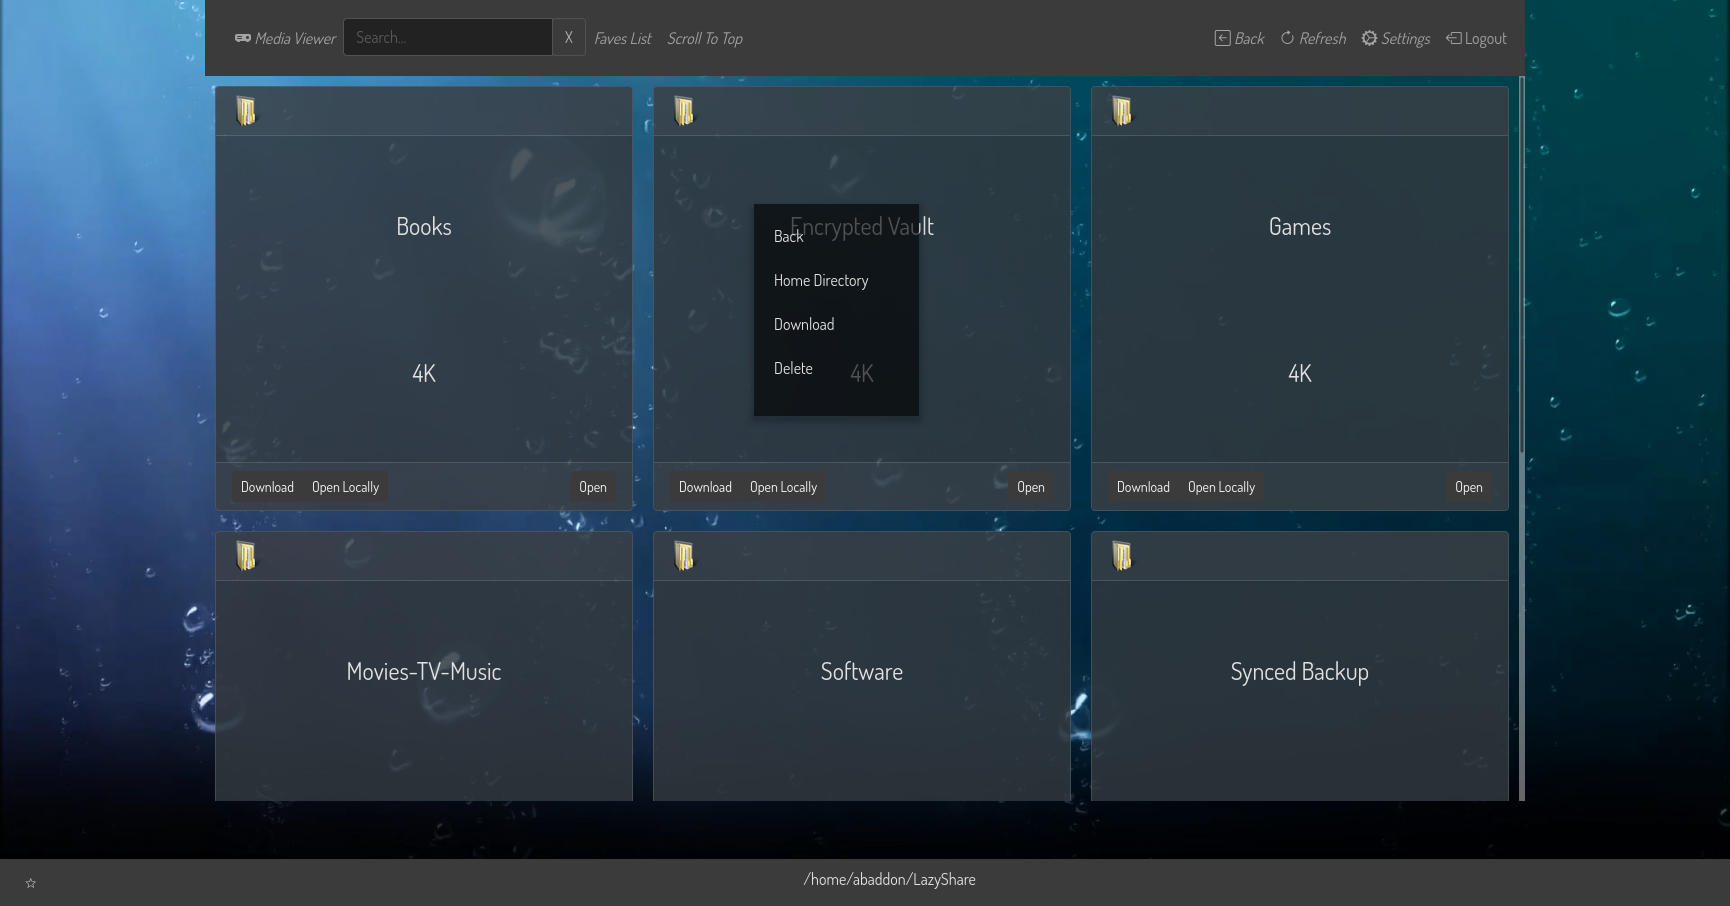 Media Viewer Search... X Faves List Scroll To Top Back Refresh Settings Logout
Books
4K
Download Open Locally Open
Encrypted Vault
4K
Back
Home Directory
Download
Delete
Download Open Locally Open
Games
4K
Download Open Locally Open
Movies-TV-Music
Software
Synced Backup
/home/abaddon/LazyShare